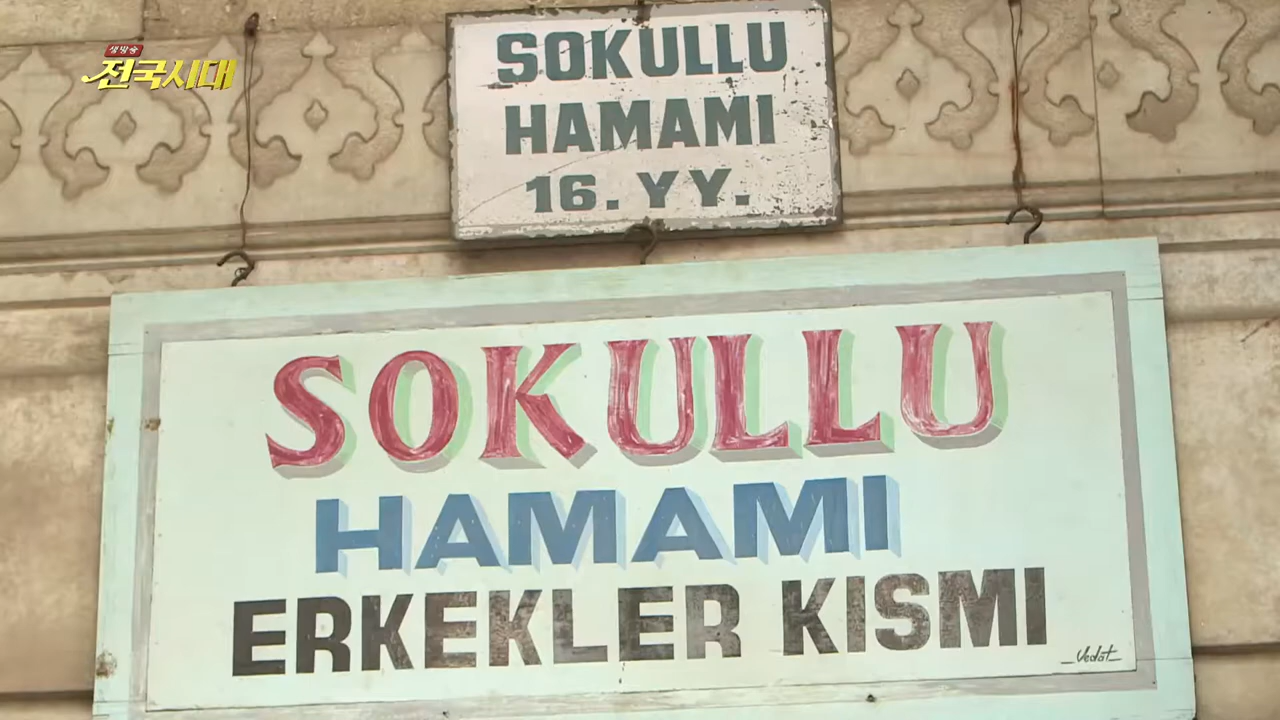 생방송
전국시대
SOKULLU
HAMAMI
16. YY.
SOKULLU
HAMAMI
ERKEKLER KISMI
Vedat